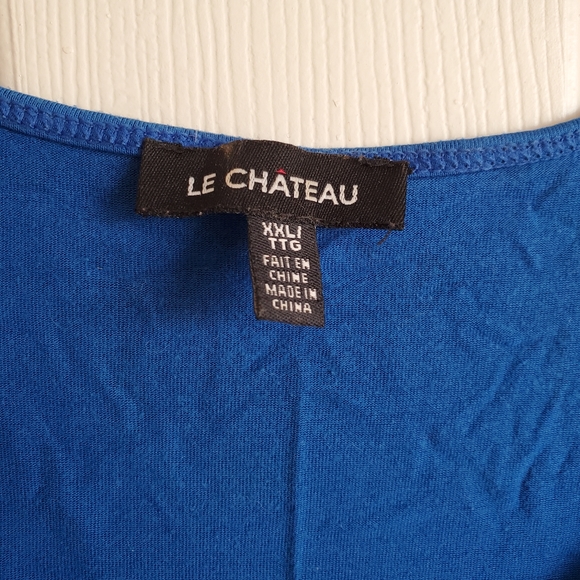 LE CHÂTEAU
XXL/
TTG
FAIT EN
CHINE
MADE IN
CHINA